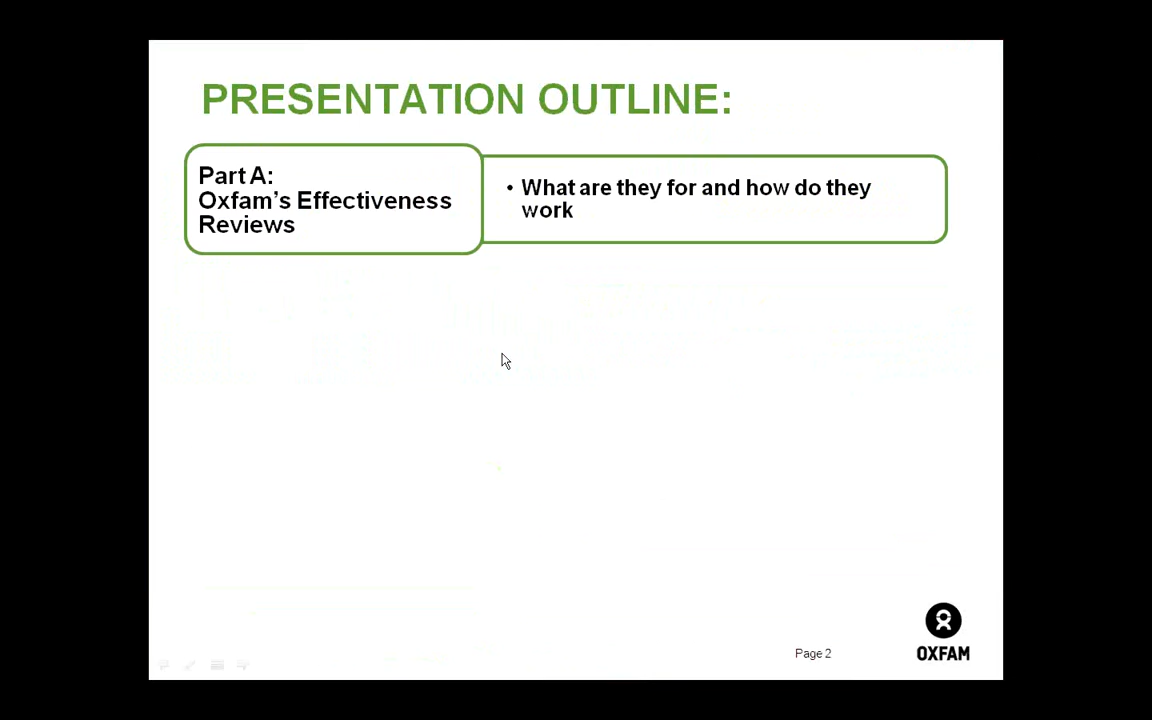 PRESENTATION OUTLINE:
Part A:
Oxfam's Effectiveness
Reviews
• What are they for and how do they
work
Page 2
OXFAM